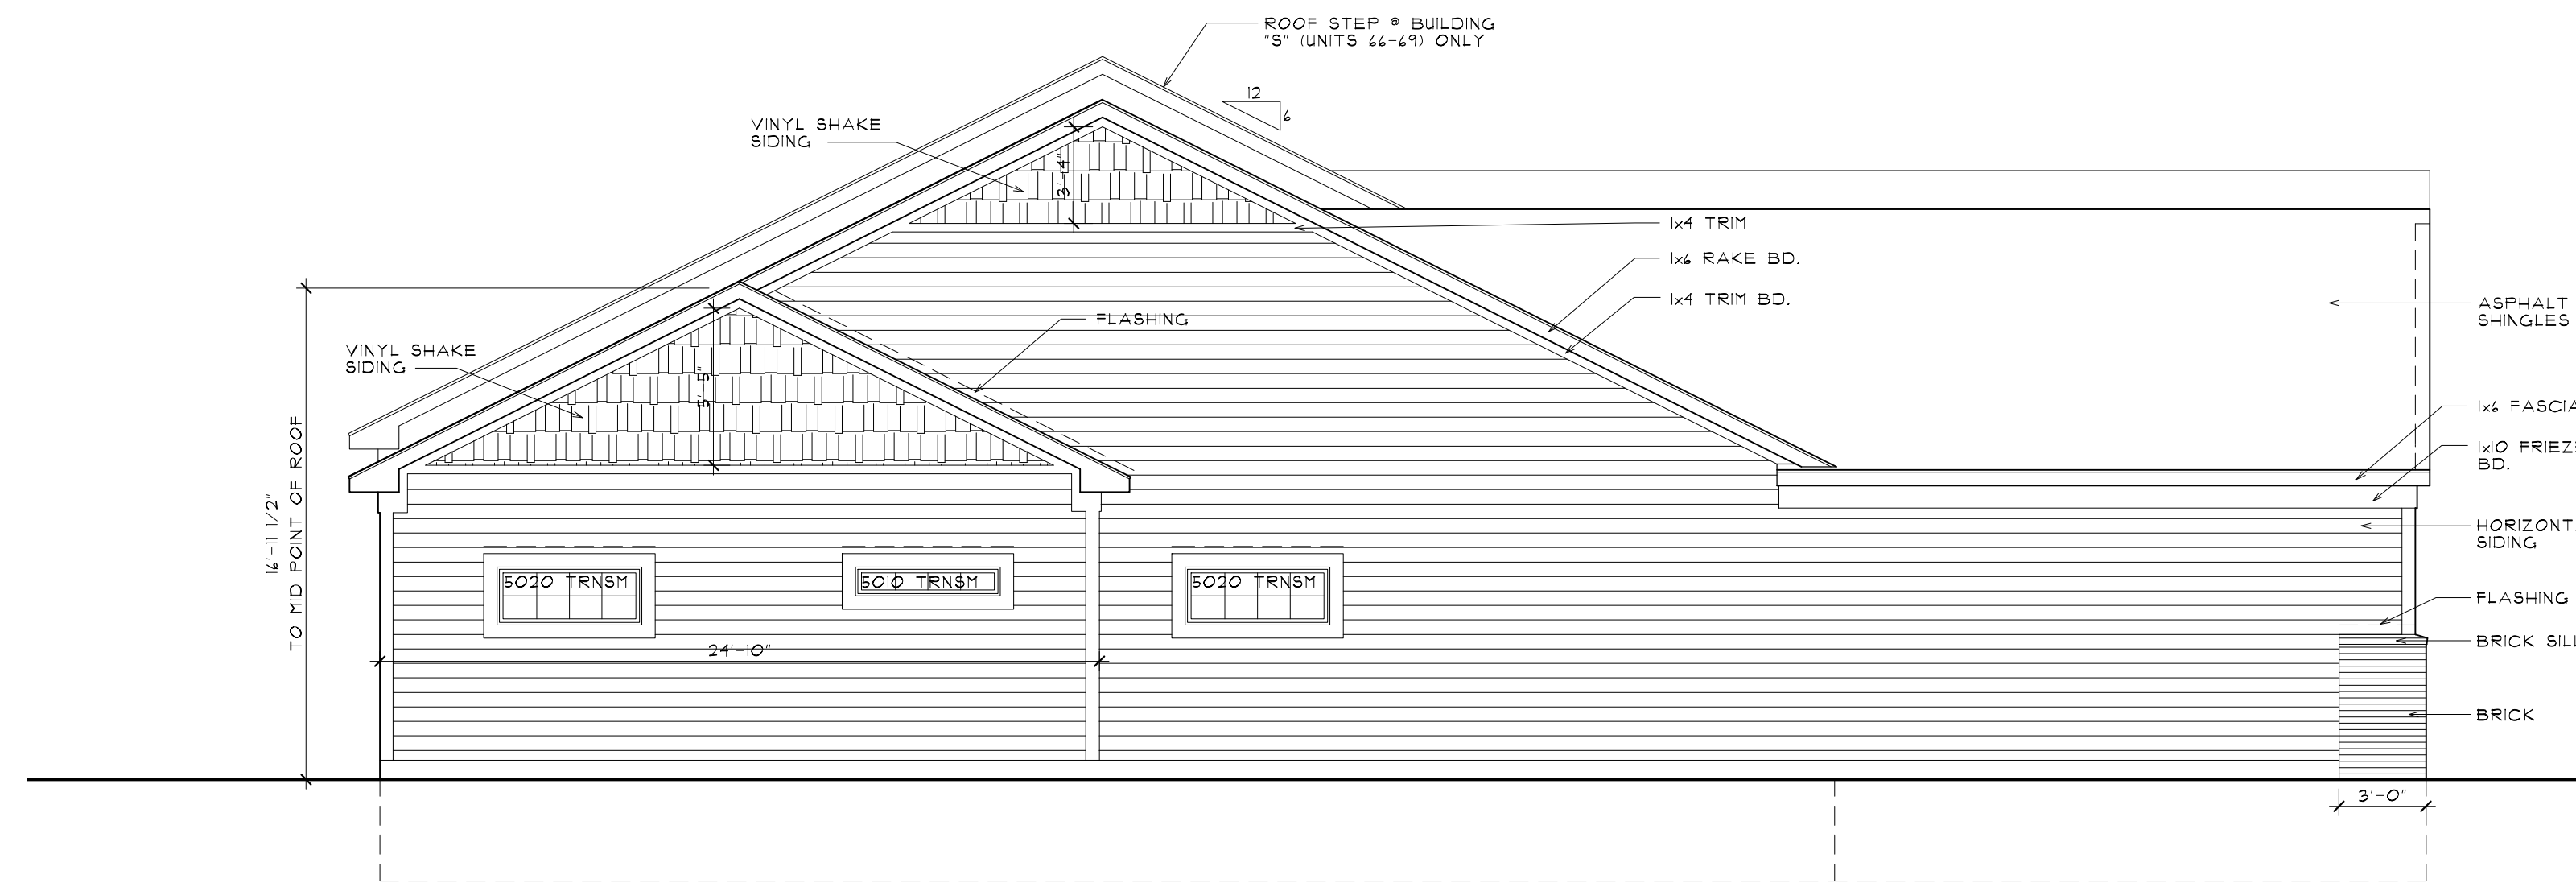 ROOF STEP @ BUILDING
"S" (UNITS 66-69) ONLY
12
6
VINYL SHAKE
SIDING
3'-4"
1x4 TRIM
1x6 RAKE BD.
1x4 TRIM BD.
ASPHALT
SHINGLES
FLASHING
VINYL SHAKE
SIDING
5'-5"
1x6 FASCIA
1x10 FRIEZE
BD.
16'-11 1/2"
TO MID POINT OF ROOF
HORIZONT
SIDING
5020 TRNSM
5010 TRNSM
5020 TRNSM
FLASHING
24'-10"
BRICK SILL
BRICK
3'-0"